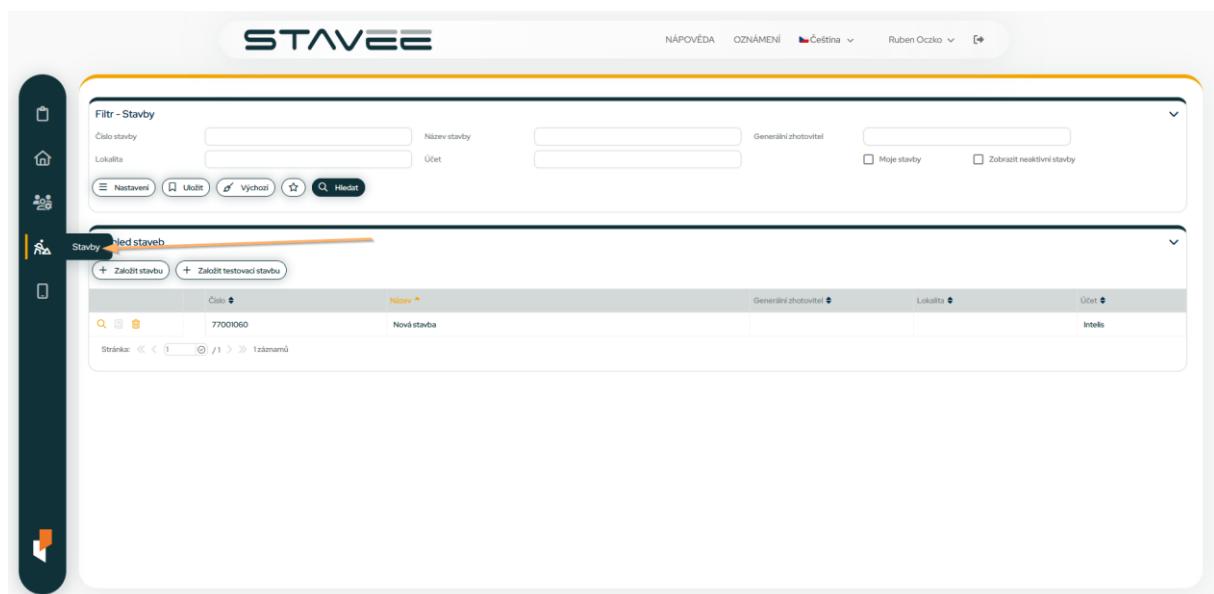 STAVEE
NÁPOVĚDA OZNÁMENÍ Čeština Ruben Oczko
Filtr - Stavby
Číslo stavby Název stavby Generální zhotovitel
Lokalita Účet Moje stavby Zobrazit neaktivní stavby
Nastavení Uložit Výchozí Hledat
Stavby hled staveb
+ Založit stavbu + Založit testovací stavbu
Číslo Název Generální zhotovitel Lokalita Účet
77001060 Nová stavba Intelis
Stránka: 1 / 1 1 záznamů